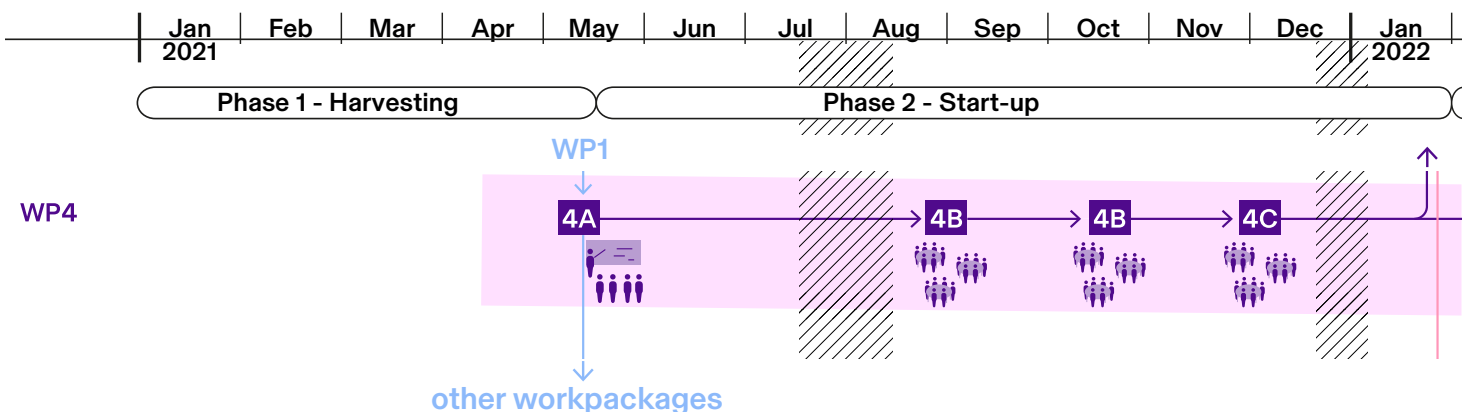 Jan Feb Mar Apr May Jun Jul Aug Sep Oct Nov Dec Jan
2021 2022
Phase 1 - Harvesting Phase 2 - Start-up
WP1
WP4 4A 4B 4B 4C
other workpackages